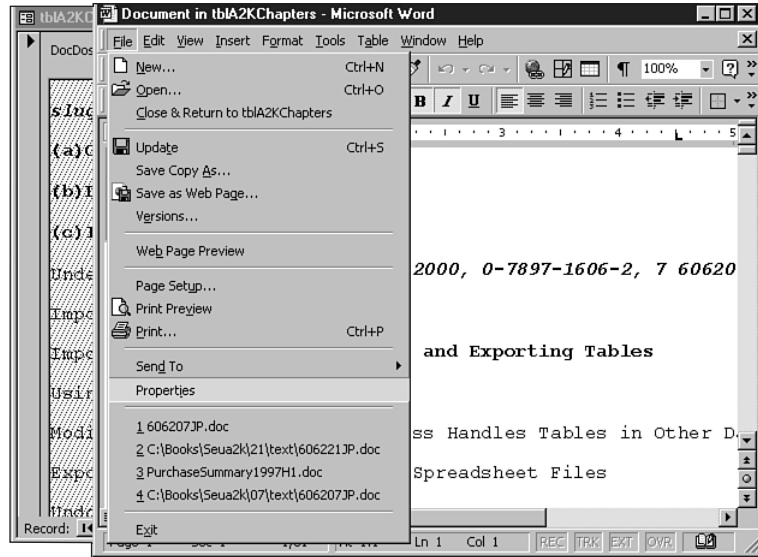 tblA2KC
Document in tblA2KChapters - Microsoft Word
File Edit View Insert Format Tools Table Window Help
DocDos
New... Ctrl+N
100%
Open... Ctrl+O
Close & Return to tblA2KChapters
B I U
slug
3 4 5
(a)
Update Ctrl+S
Save Copy As...
(b)
Save as Web Page...
Versions...
(c)
Web Page Preview
Unde
2000, 0-7897-1606-2, 7 60620
Page Setup...
Impo
Print Preview
Print... Ctrl+P
Impo
and Exporting Tables
Send To
Usin
Properties
1 606207JP.doc
Modi
ss Handles Tables in Other D
2 C:\Books\Seua2k\21\text\606221JP.doc
Expo
3 PurchaseSummary1997H1.doc
Spreadsheet Files
4 C:\Books\Seua2k\07\text\606207JP.doc
Exit
Record:
Ln 1 Col 1 REC TRK EXT OVR